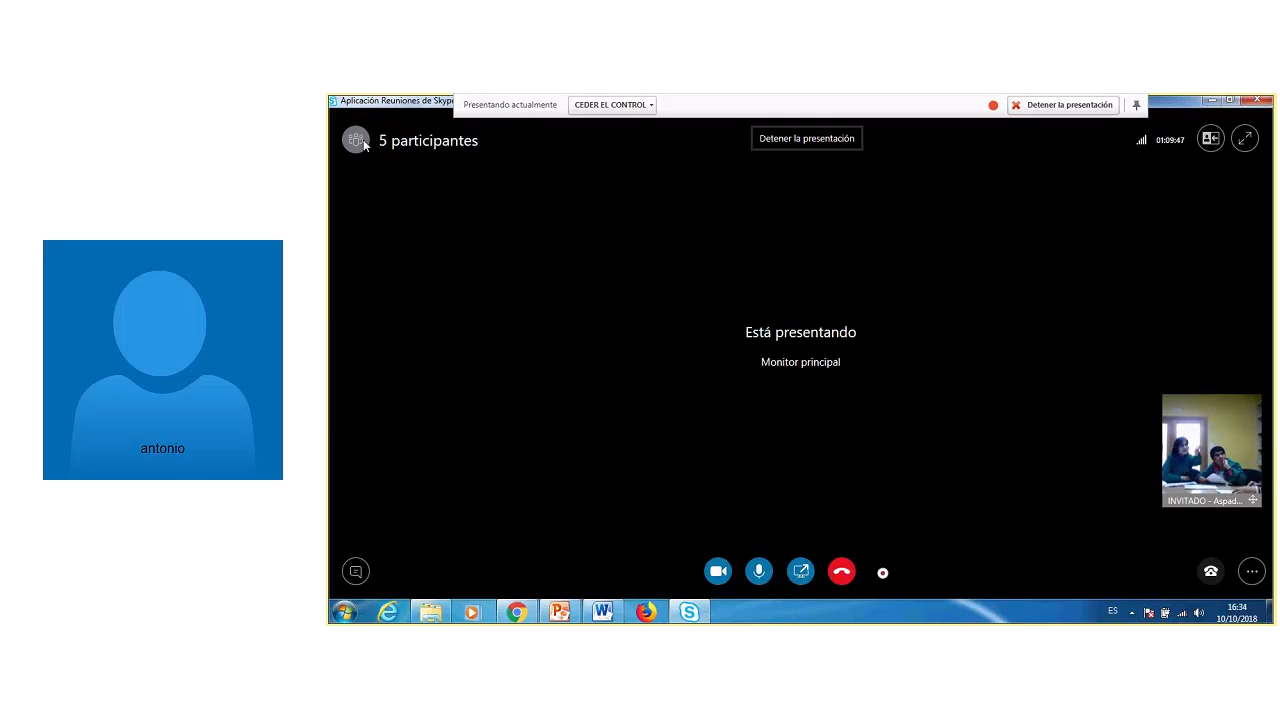 Aplicación Reuniones de Skype
Presentando actualmente
CEDER EL CONTROL
Detener la presentación
5 participantes
Detener la presentación
01:09:47
Está presentando
Monitor principal
antonio
INVITADO - Aspad...
ES
16:34
10/10/2018